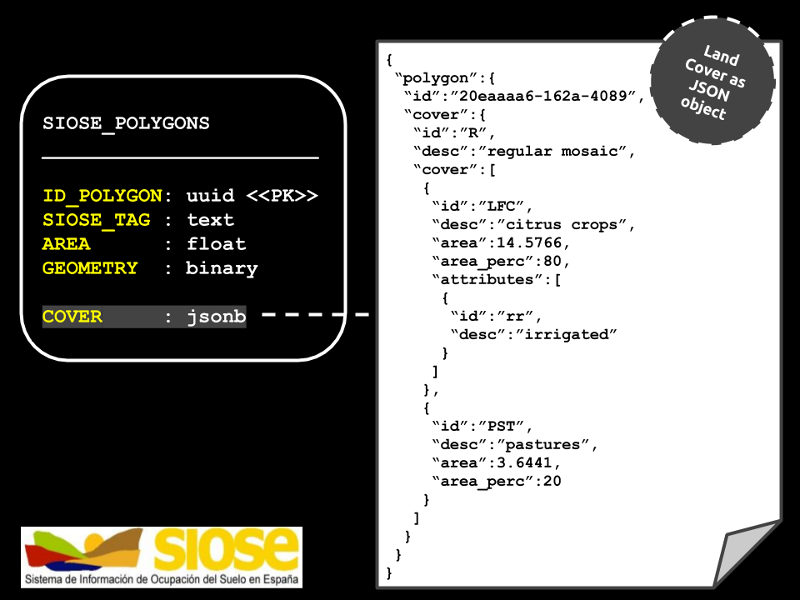 SIOSE_POLYGONS
ID_POLYGON: uuid <<PK>>
SIOSE_TAG : text
AREA      : float
GEOMETRY  : binary
COVER     : jsonb
{
 “polygon”:{
  “id”:”20eaaaa6-162a-4089”,
  “cover”:{
   “id”:”R”,
   “desc”:”regular mosaic”,
   “cover”:[
    {
     “id”:”LFC”,
     “desc”:”citrus crops”,
     “area”:14.5766,
     “area_perc”:80,
     “attributes”:[
      {
       “id”:”rr”,
       “desc”:”irrigated”
      }
     ]
    },
    {
     “id”:”PST”,
     “desc”:”pastures”,
     “area”:3.6441,
     “area_perc”:20
    }
   ]
  }
 }
}
Land
Cover as
JSON
object
siose
Sistema de Información de Ocupación del Suelo en España